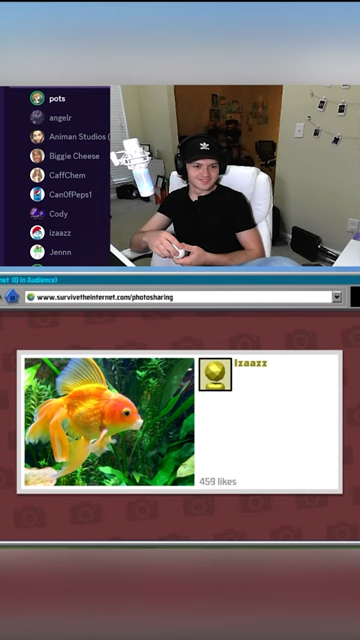 pots
angelr
Animan Studios (
Biggie Cheese
CaffChem
CanOfPeps1
Cody
izaazz
Jennn
net (0 in Audience)
www.survivetheinternet.com/photosharing
Izaazz
459 likes